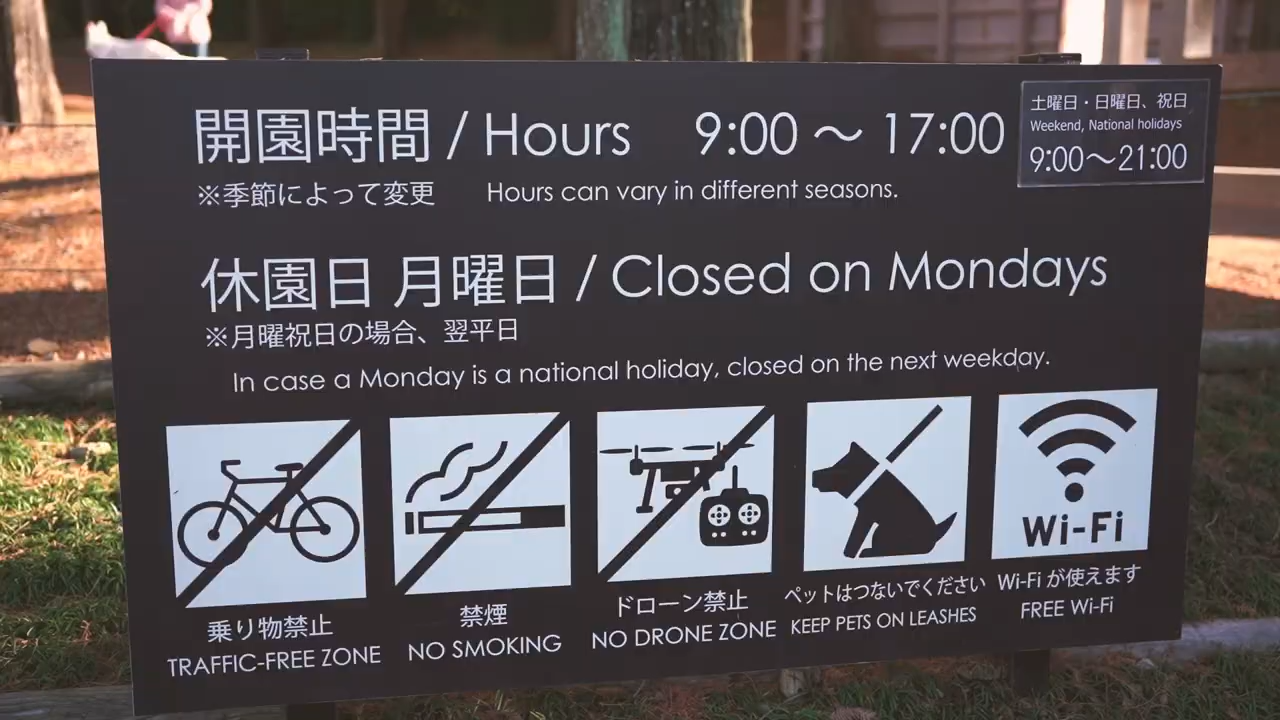 開園時間 / Hours 9:00 ～ 17:00
土曜日・日曜日、祝日
Weekend, National holidays
9:00～21:00
※季節によって変更 Hours can vary in different seasons.
休園日 月曜日 / Closed on Mondays
※月曜祝日の場合、翌平日
In case a Monday is a national holiday, closed on the next weekday.
Wi-Fi
乗り物禁止
TRAFFIC-FREE ZONE
禁煙
NO SMOKING
ドローン禁止
NO DRONE ZONE
ペットはつないでください
KEEP PETS ON LEASHES
Wi-Fi が使えます
FREE Wi-Fi